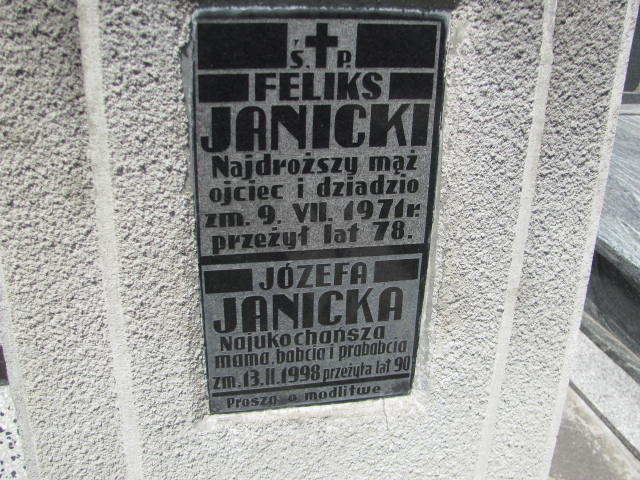 Ś. P.
FELIKS
JANICKI
Najdroższy mąż
ojciec i dziadzio
zm. 9. VII. 1971r.
przeżył lat 78.
JÓZEFA
JANICKA
Najukochańsza
mama, babcia i prababcia
zm. 13. II. 1998 przeżyła lat 90
Proszą o modlitwę